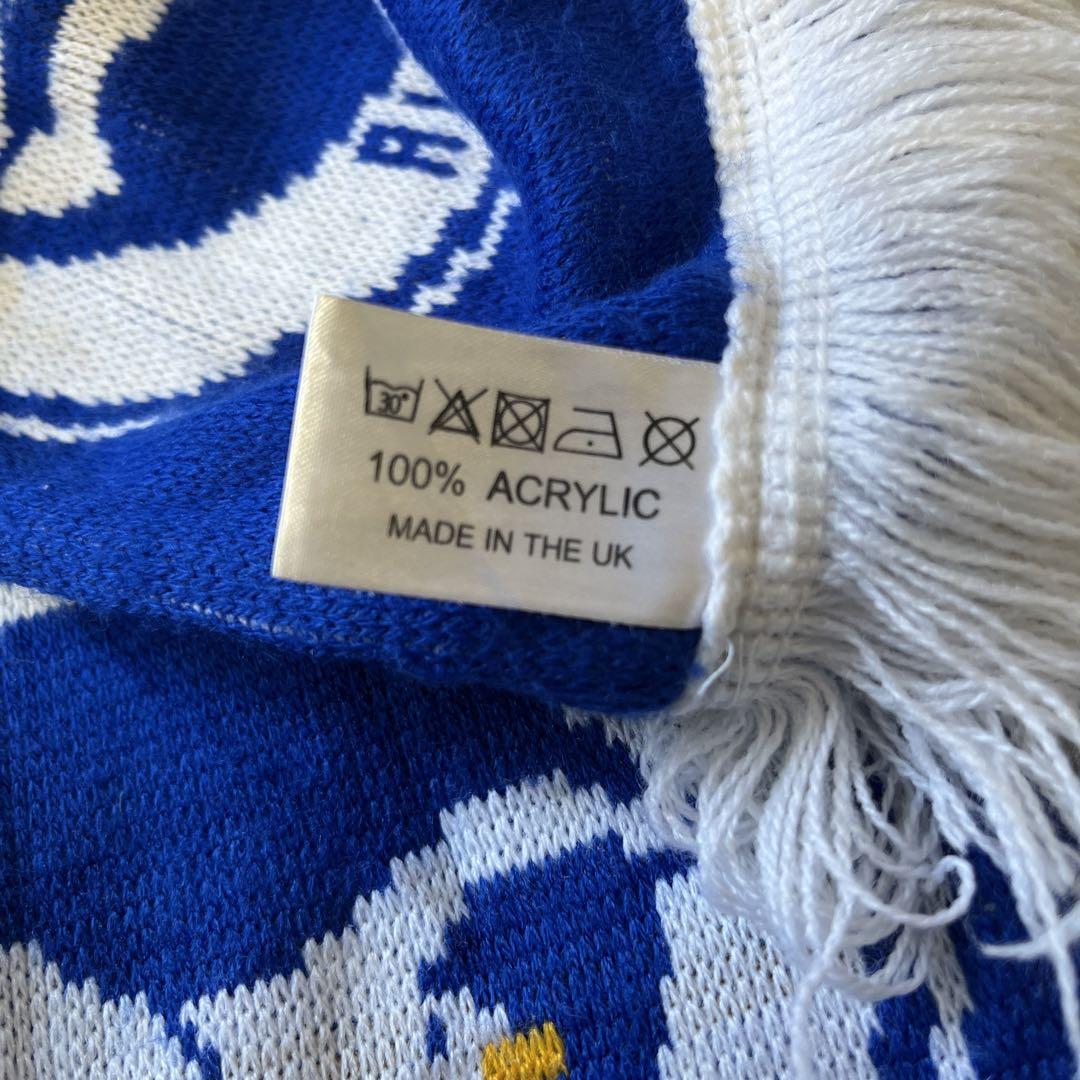 30°
100% ACRYLIC
MADE IN THE UK